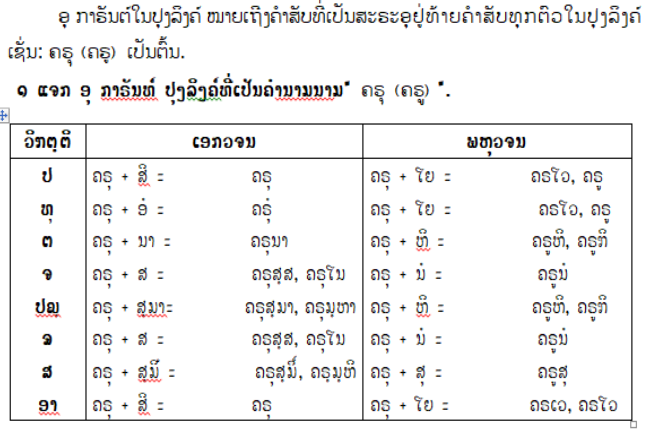 ອຸ ກາຣັນຕ໌ໃນປຸງລິງຄ໌ ໝາຍເຖີງຄຳສັບທີ່ເປັນສະຣະອຸຢູ່ທ້າຍຄຳສັບທຸກຕົວໃນປຸງລິງຄ໌
ເຊັ່ນ: ຄຣຸ (ຄຣູ) ເປັນຕົ້ນ.
໑ ແຈກ ອຸ ກາຣັນຫ໌ ປຸງລິງຄ໌ທີ່ເປັນຄຳນາມນາມ" ຄຣຸ (ຄຣູ) ".
ວິກຕ຺ຕິ ເອກວຈນ ພຫຸວຈນ
ປ ຄຣຸ + ສິ = ຄຣຸ ຄຣຸ + ໂຍ = ຄຣໂວ, ຄຣູ
ທຸ ຄຣຸ + ອํ = ຄຣຸํ ຄຣຸ + ໂຍ = ຄຣໂວ, ຄຣູ
ຕ ຄຣຸ + ນາ = ຄຣຸນາ ຄຣຸ + ຫິ = ຄຣູຫິ, ຄຣູຠິ
ຈ ຄຣຸ + ສ = ຄຣຸສ຺ສ, ຄຣຸໂນ ຄຣຸ + ນํ = ຄຣູນํ
ປຎ຺ ຄຣຸ + ສ຺ມາ= ຄຣຸສ຺ມາ, ຄຣຸມ຺ຫາ ຄຣຸ + ຫິ = ຄຣູຫິ, ຄຣູຠິ
ຉ ຄຣຸ + ສ = ຄຣຸສ຺ສ, ຄຣຸໂນ ຄຣຸ + ນํ = ຄຣູນํ
ສ ຄຣຸ + ສ຺ມິํ = ຄຣຸສ຺ມິํ, ຄຣຸມ຺ຫິ ຄຣຸ + ສຸ = ຄຣູສຸ
ອາ ຄຣຸ + ສິ = ຄຣຸ ຄຣຸ + ໂຍ = ຄຣເວ, ຄຣໂວ